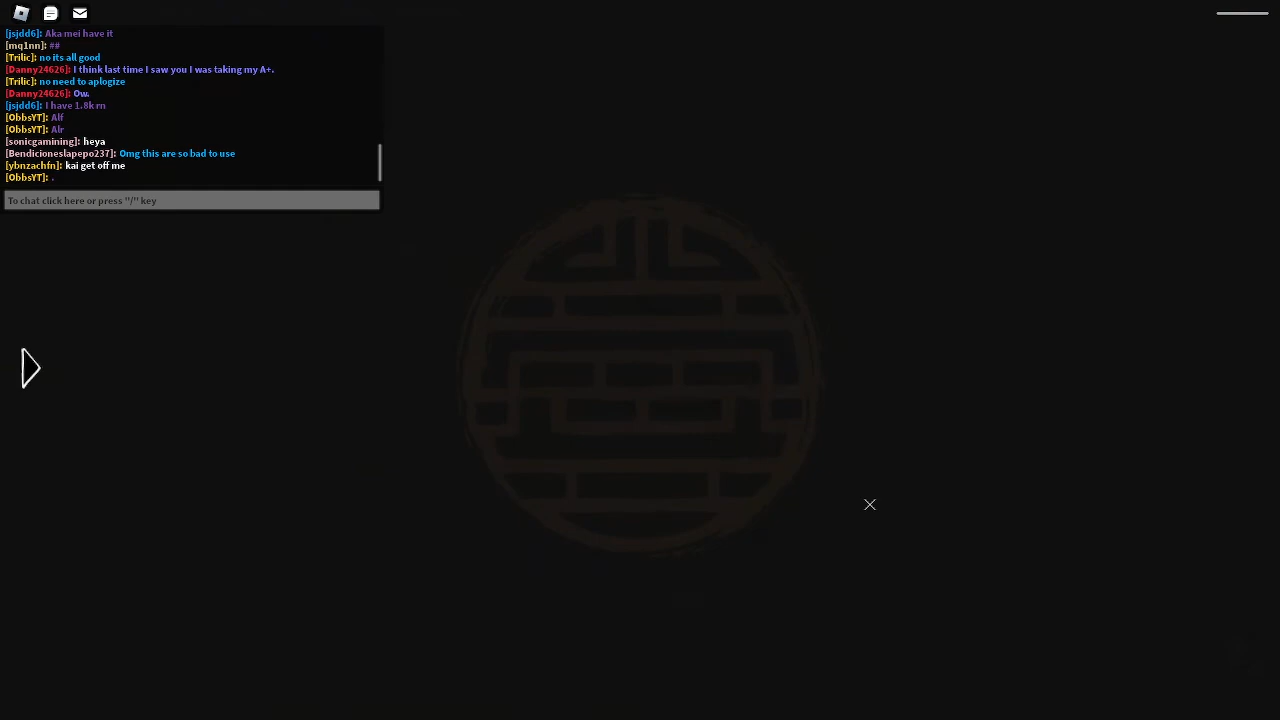 [jsjdd6]: Aka mei have it
[mq1nn]: ##
[Trilic]: no its all good
[Danny24626]: I think last time I saw you I was taking my A+.
[Trilic]: no need to aplogize
[Danny24626]: Ow.
[jsjdd6]: I have 1.8k rn
[ObbsYT]: Alf
[ObbsYT]: Alr
[sonicgamining]: heya
[Bendicioneslapepo237]: Omg this are so bad to use
[ybnzachfn]: kai get off me
[ObbsYT]: .
To chat click here or press "/" key